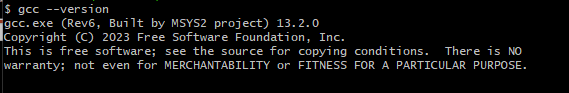 $ gcc --version
gcc.exe (Rev6, Built by MSYS2 project) 13.2.0
Copyright (C) 2023 Free Software Foundation, Inc.
This is free software; see the source for copying conditions.  There is NO
warranty; not even for MERCHANTABILITY or FITNESS FOR A PARTICULAR PURPOSE.